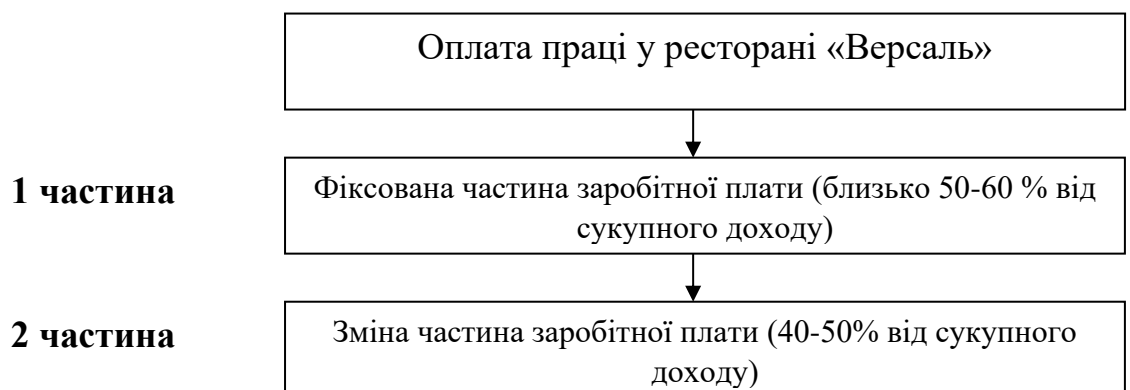 Оплата праці у ресторані «Версаль»
1 частина
Фіксована частина заробітної плати (близько 50-60 % від
сукупного доходу)
2 частина
Зміна частина заробітної плати (40-50% від сукупного
доходу)